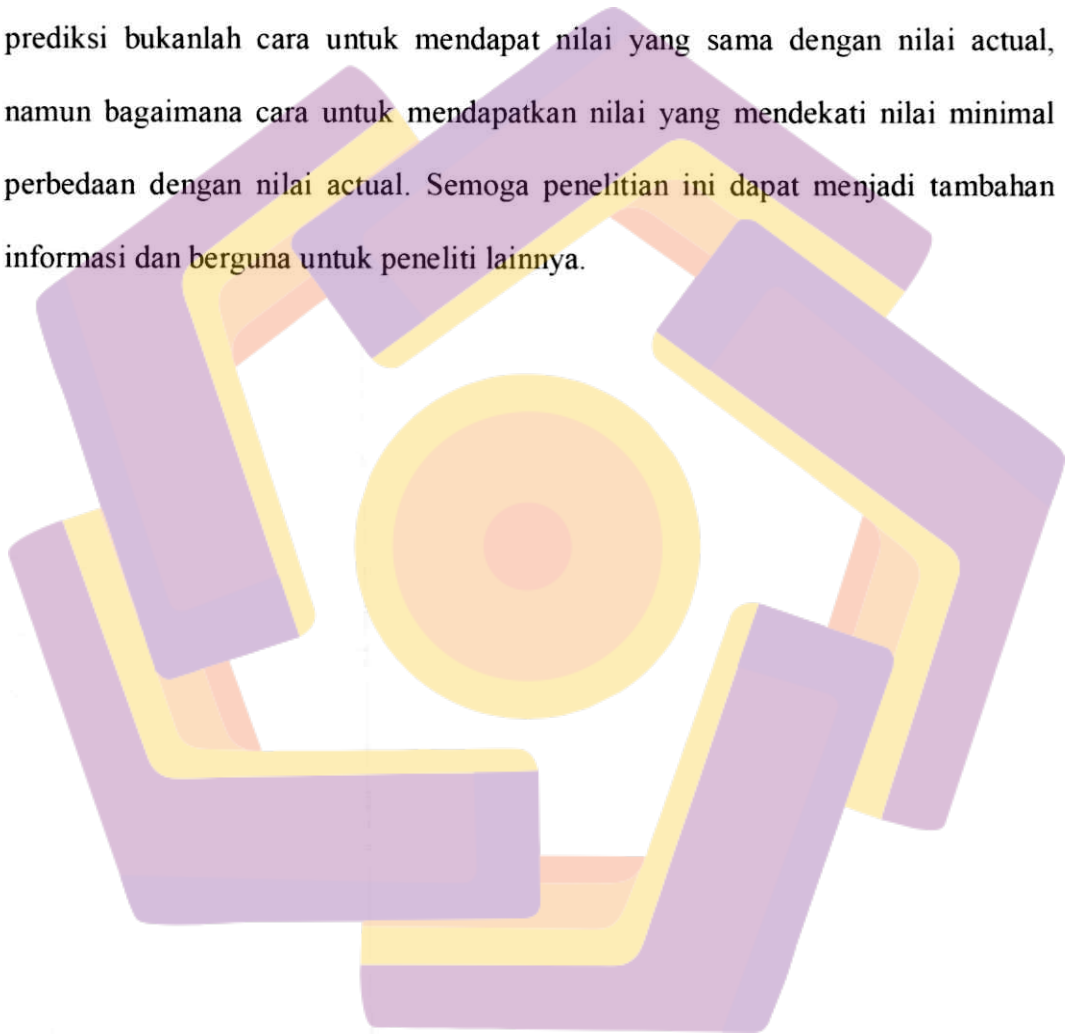 prediksi bukanlah cara untuk mendapat nilai yang sama dengan nilai actual,
namun bagaimana cara untuk mendapatkan nilai yang mendekati nilai minimal
perbedaan dengan nilai actual. Semoga penelitian ini dapat menjadi tambahan
informasi dan berguna untuk peneliti lainnya.